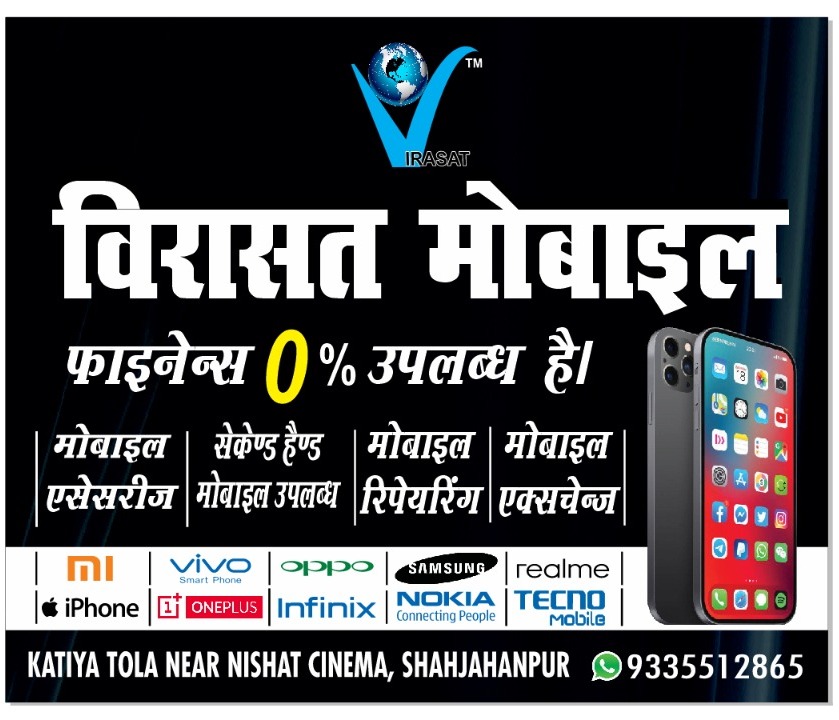 VIRASAT TM
विरासत मोबाइल
फाइनेन्स 0% उपलब्ध है।
मोबाइल एसेसरीज
सेकेण्ड हैण्ड मोबाइल उपलब्ध
मोबाइल रिपेयरिंग
मोबाइल एक्सचेन्ज
mi
vivo
Smart Phone
oppo
SAMSUNG
realme
iPhone
1+ ONEPLUS
Infinix
NOKIA
Connecting People
TECNO
Mobile
KATIYA TOLA NEAR NISHAT CINEMA, SHAHJAHANPUR 9335512865